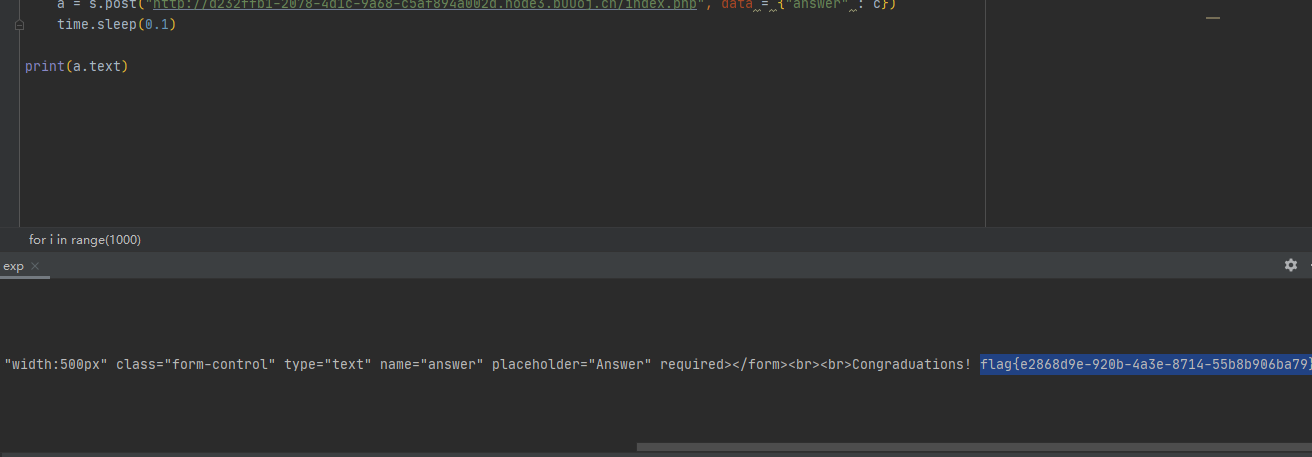 a = s.post("http://d232ffb1-2078-4d1c-9a68-c5af894a002d.node3.buuoj.cn/index.php", data = {"answer" : c})
time.sleep(0.1)
print(a.text)
for i in range(1000)
exp
"width:500px" class="form-control" type="text" name="answer" placeholder="Answer" required></form><br><br>Congraduations! flag{e2868d9e-920b-4a3e-8714-55b8b906ba79}